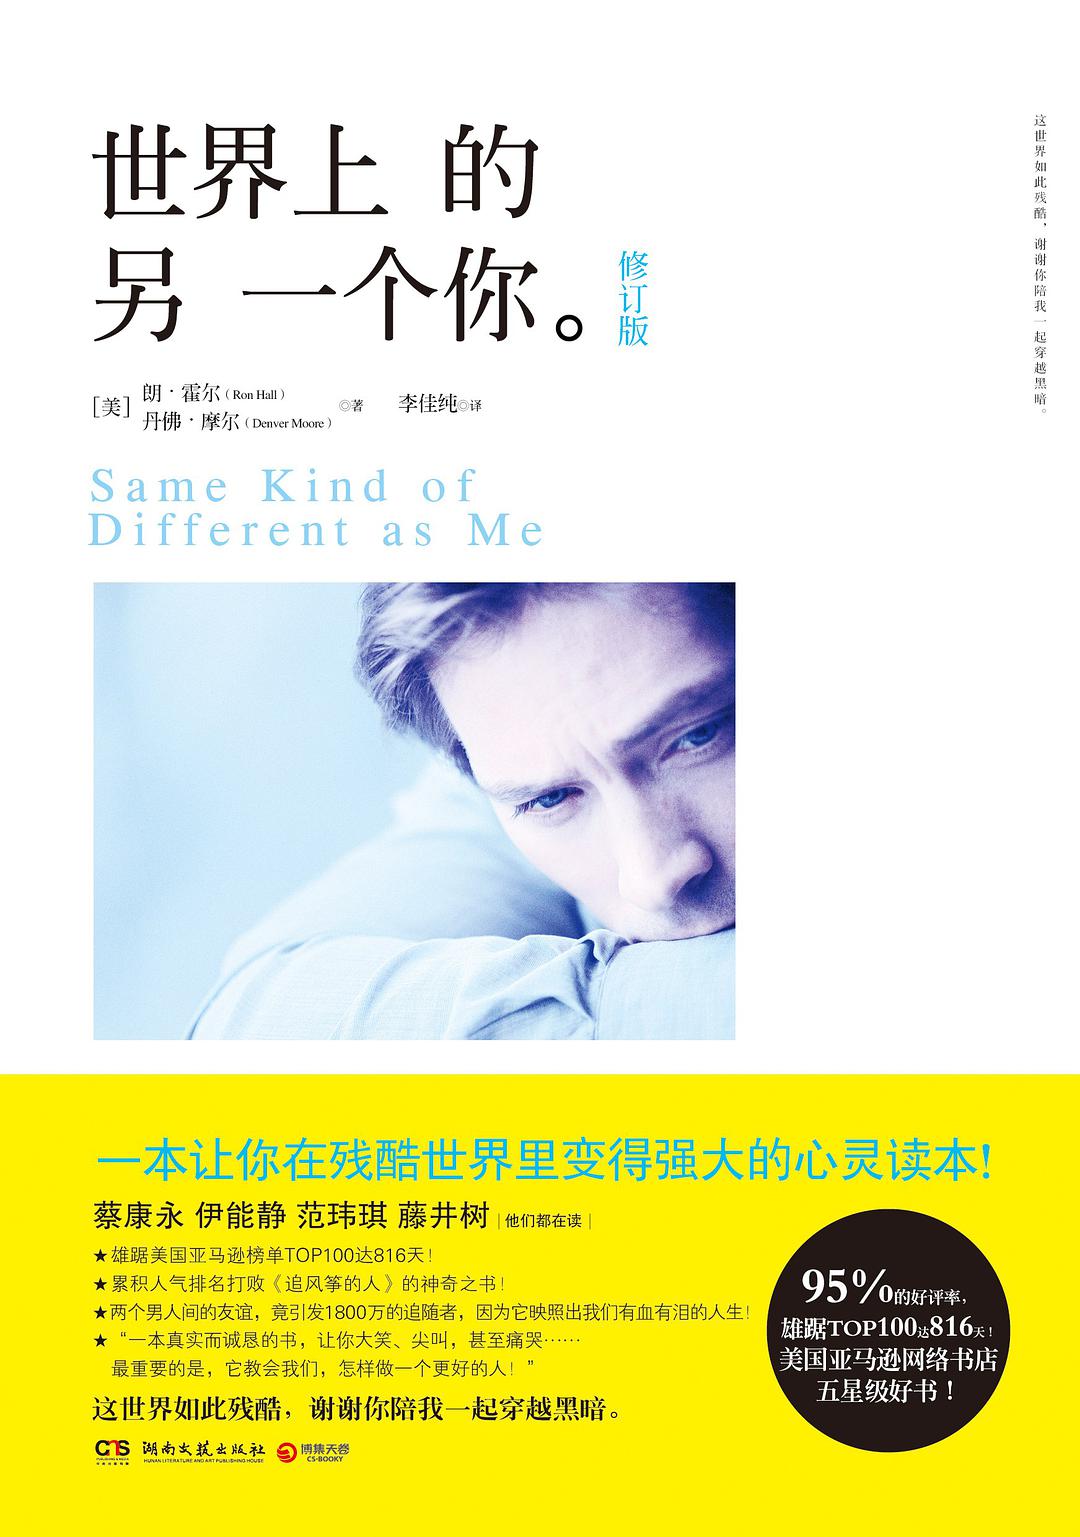 世界上的
另一个你。
修订版
[美] 朗·霍尔(Ron Hall)
丹佛·摩尔(Denver Moore)
◎著 李佳纯◎译
Same Kind of
Different as Me
这世界如此残酷，谢谢你陪我一起穿越黑暗。
一本让你在残酷世界里变得强大的心灵读本!
蔡康永 伊能静 范玮琪 藤井树 |他们都在读|
★雄踞美国亚马逊榜单TOP100达816天!
★累积人气排名打败《追风筝的人》的神奇之书!
★两个男人间的友谊，竟引发1800万的追随者，因为它映照出我们有血有泪的人生!
★“一本真实而诚恳的书，让你大笑、尖叫，甚至痛哭……
最重要的是，它教会我们，怎样做一个更好的人!”
这世界如此残酷，谢谢你陪我一起穿越黑暗。
95%的好评率，
雄踞TOP100达816天!
美国亚马逊网络书店
五星级好书!
湖南文艺出版社
HUNAN LITERATURE AND ART PUBLISHING HOUSE
博集天卷
CS-BOOKY